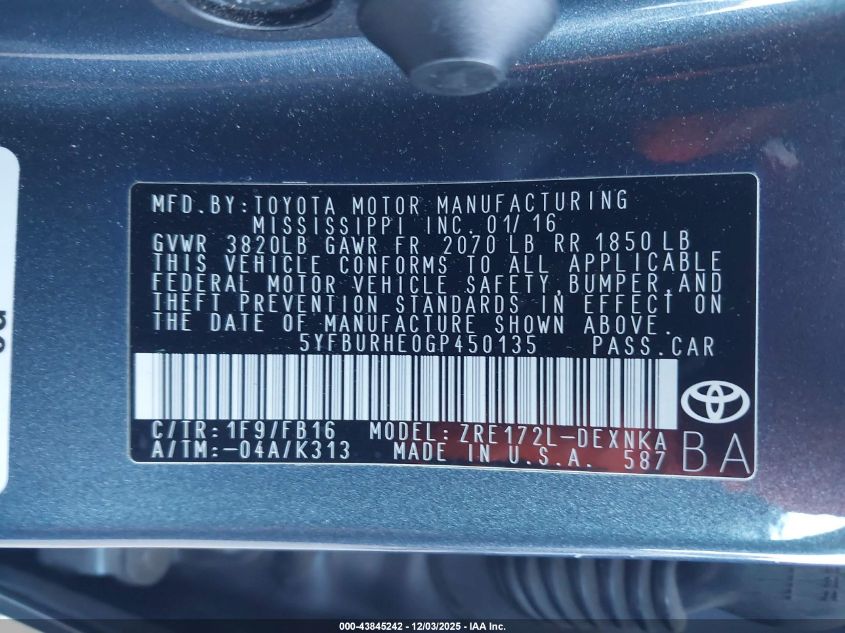 MFD.BY:TOYOTA MOTOR MANUFACTURING
MISSISSIPPI INC. 01/16
GVWR 3820LB GAWR FR 2070 LB RR 1850 LB
THIS VEHICLE CONFORMS TO ALL APPLICABLE
FEDERAL MOTOR VEHICLE SAFETY,BUMPER,AND
THEFT PREVENTION STANDARDS IN EFFECT ON
THE DATE OF MANUFACTURE SHOWN ABOVE.
5YFBURHE0GP450135 PASS.CAR
C/TR:1F9/FB16 MODEL:ZRE172L-DEXNKA
A/TM:-04A/K313 MADE IN U.S.A. 587
BA
000-43845242 - 12/03/2025 - IAA Inc.